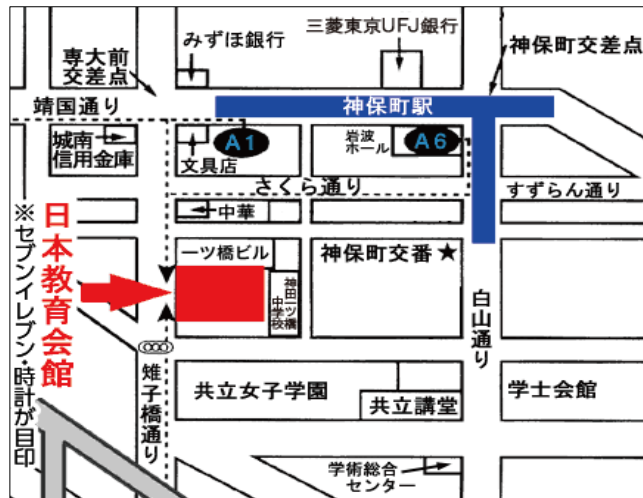 三菱東京UFJ銀行
みずほ銀行
神保町交差点
専大前
交差点
靖国通り
神保町駅
城南
信用金庫
A1
文具店
岩波
ホール
A6
さくら通り
すずらん通り
中華
日本教育会館
※セブンイレブン・時計が目印
一ツ橋ビル
神田一ツ橋
中学校
神保町交番★
白山通り
雉子橋通り
共立女子学園
共立講堂
学士会館
学術総合
センター